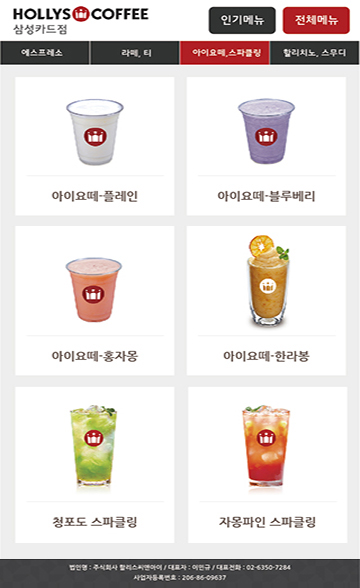 HOLLYS COFFEE
삼성카드점
인기메뉴
전체메뉴
에스프레소
라떼, 티
아이요떼,스파클링
할리치노, 스무디
아이요떼-플레인
아이요떼-블루베리
아이요떼-홍자몽
아이요떼-한라봉
청포도 스파클링
자몽파인 스파클링
법인명 : 주식회사 할리스씨앤아이 / 대표자 : 이민규 / 대표전화 : 02-6350-7284
사업자등록번호 : 206-86-09637